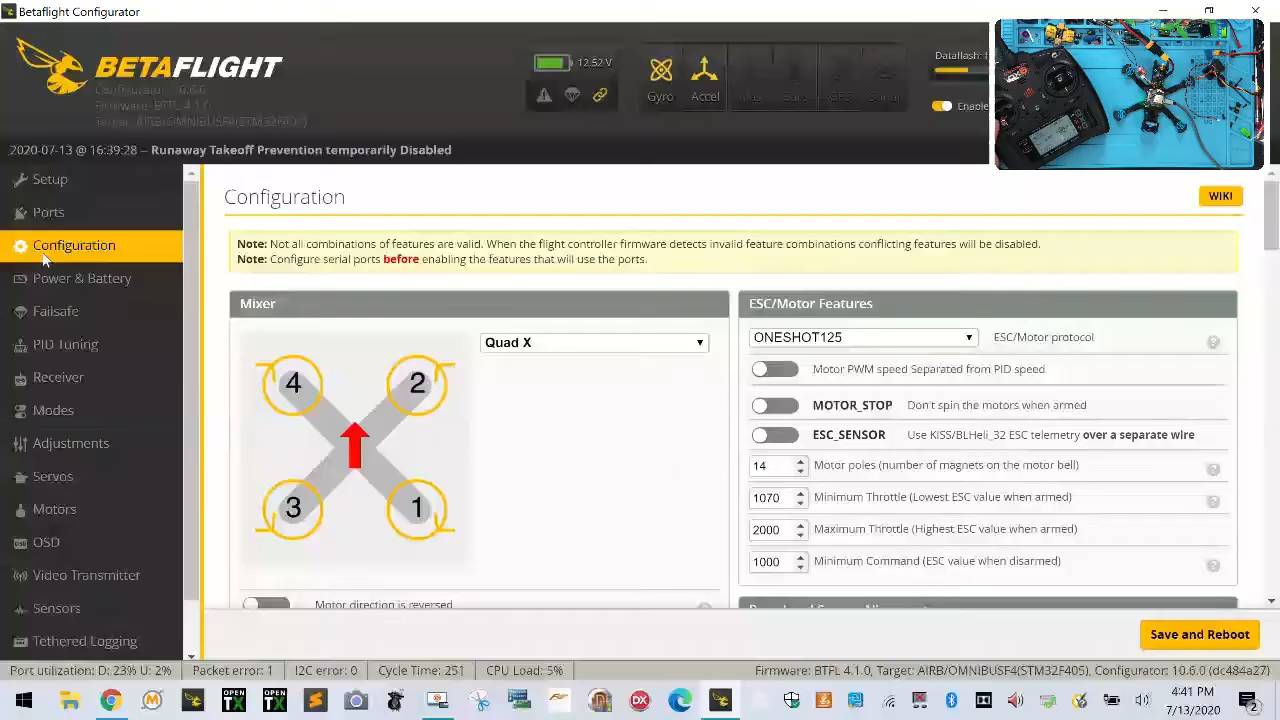 Betaflight Configurator
BETAFLIGHT
12.52 V
Gyro
Accel
Enable
2020-07-13 @ 16:39:28 -- Runaway Takeoff Prevention temporarily Disabled
Setup
Ports
Configuration
Power & Battery
Failsafe
PID Tuning
Receiver
Modes
Adjustments
Servos
Motors
OSD
Video Transmitter
Sensors
Tethered Logging
Configuration
WIKI
Note: Not all combinations of features are valid. When the flight controller firmware detects invalid feature combinations conflicting features will be disabled.
Note: Configure serial ports before enabling the features that will use the ports.
Mixer
Quad X
4
2
3
1
Motor direction is reversed
ESC/Motor Features
ONESHOT125
ESC/Motor protocol
Motor PWM speed Separated from PID speed
MOTOR_STOP Don't spin the motors when armed
ESC_SENSOR Use KISS/BLHeli_32 ESC telemetry over a separate wire
14 Motor poles (number of magnets on the motor bell)
1070 Minimum Throttle (Lowest ESC value when armed)
2000 Maximum Throttle (Highest ESC value when armed)
1000 Minimum Command (ESC value when disarmed)
Save and Reboot
Port utilization: D: 23% U: 2%
Packet error: 1
I2C error: 0
Cycle Time: 251
CPU Load: 5%
Firmware: BTFL 4.1.0, Target: AIRB/OMNIBUSF4(STM32F405), Configurator: 10.6.0 (dc484a27)
OPEN TX
OPEN TX
DX
4:41 PM
7/13/2020
2